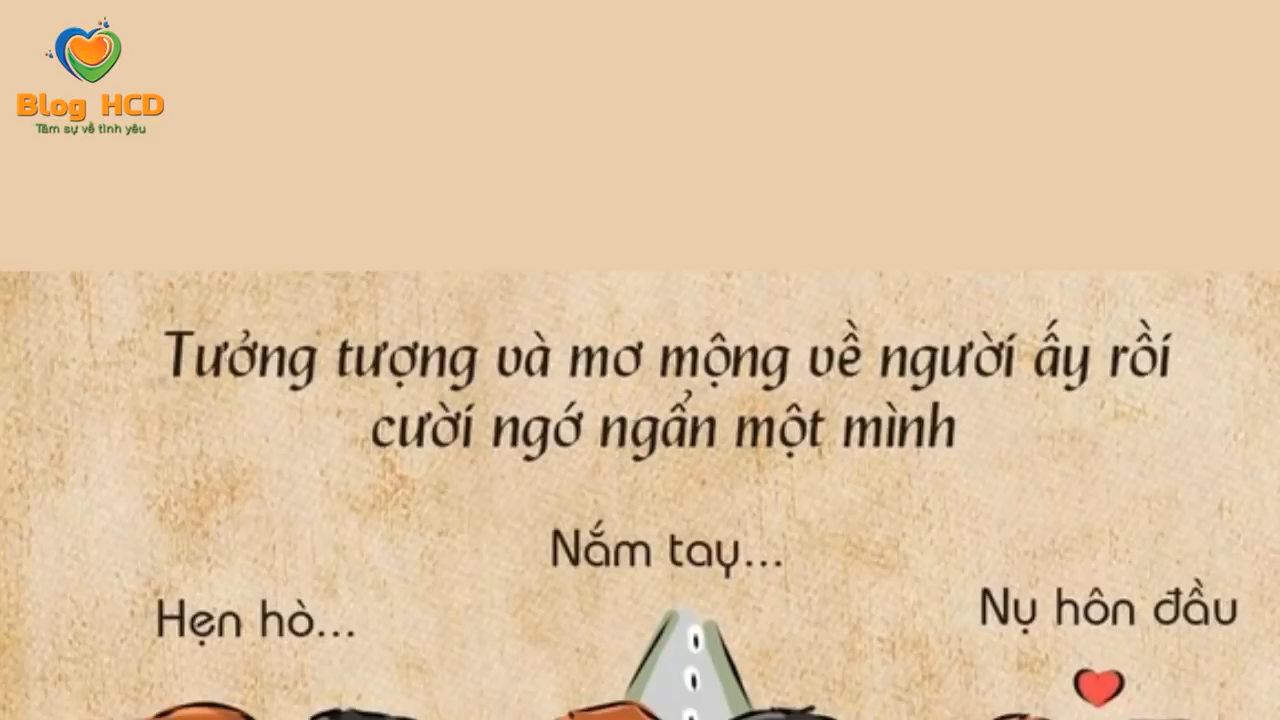 Blog HCD
Tâm sự về tình yêu
Tưởng tượng và mơ mộng về người ấy rồi
cười ngớ ngẩn một mình
Nắm tay...
Hẹn hò...
Nụ hôn đầu